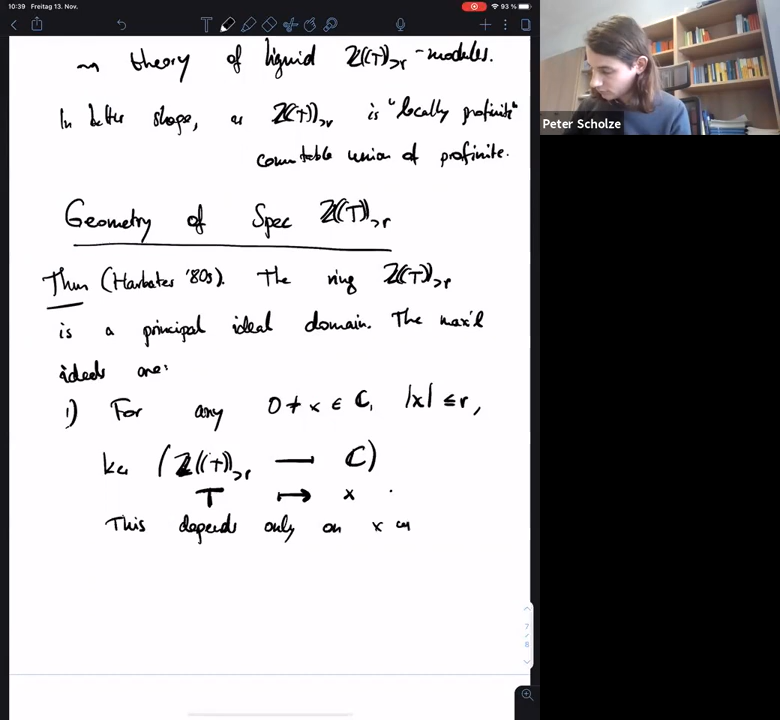 10:39 Freitag 13. Nov.
93 %
⇝ theory of liquid ℤ((T))_{>r}-modules.
In better shape, as ℤ((T))_{>r} is "locally profinite"
countable union of profinite.
Peter Scholze
Geometry of Spec ℤ((T))_{>r}
Thm (Harbater '80s). The ring ℤ((T))_{>r}
is a principal ideal domain. The max'l
ideals are:
1) For any 0 ≠ x ∈ ℂ, |x| ≤ r,
ker (ℤ((T))_{>r} → ℂ)
T ↦ x .
This depends only on x
7
/
8